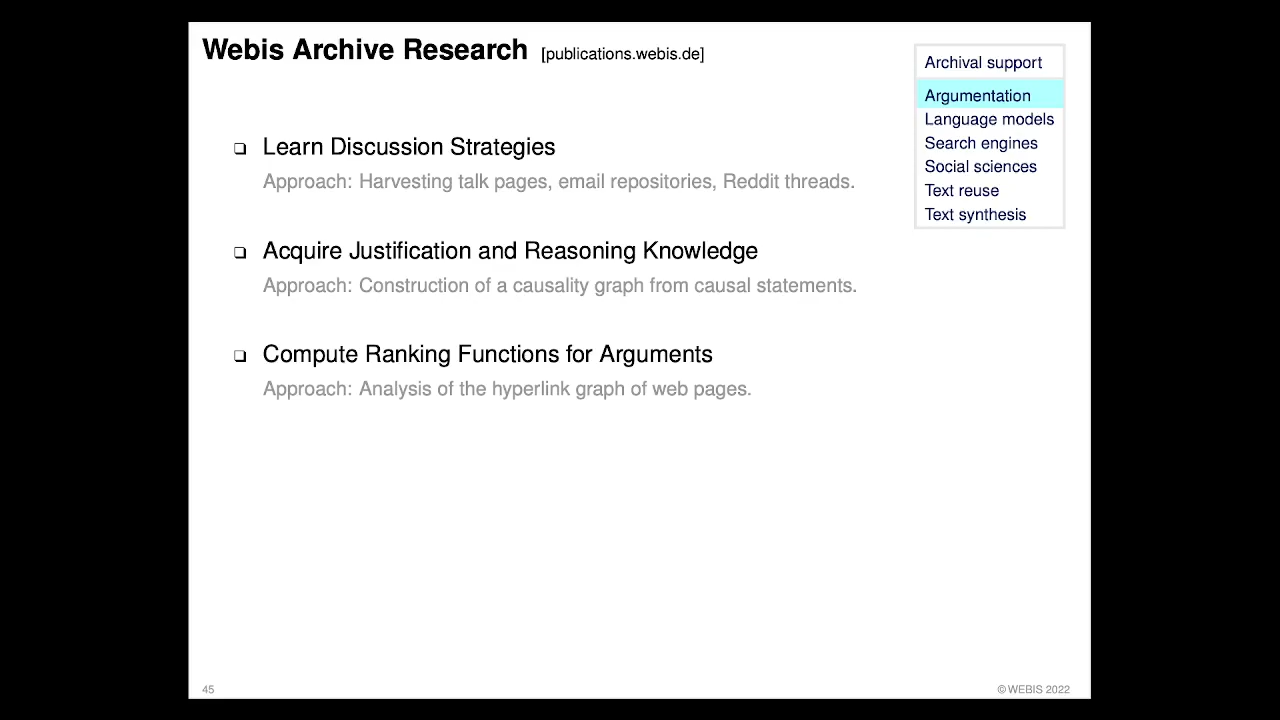 Webis Archive Research [publications.webis.de]
Archival support
Argumentation
Language models
Search engines
Social sciences
Text reuse
Text synthesis
❑ Learn Discussion Strategies
Approach: Harvesting talk pages, email repositories, Reddit threads.
❑ Acquire Justification and Reasoning Knowledge
Approach: Construction of a causality graph from causal statements.
❑ Compute Ranking Functions for Arguments
Approach: Analysis of the hyperlink graph of web pages.
45
© WEBIS 2022